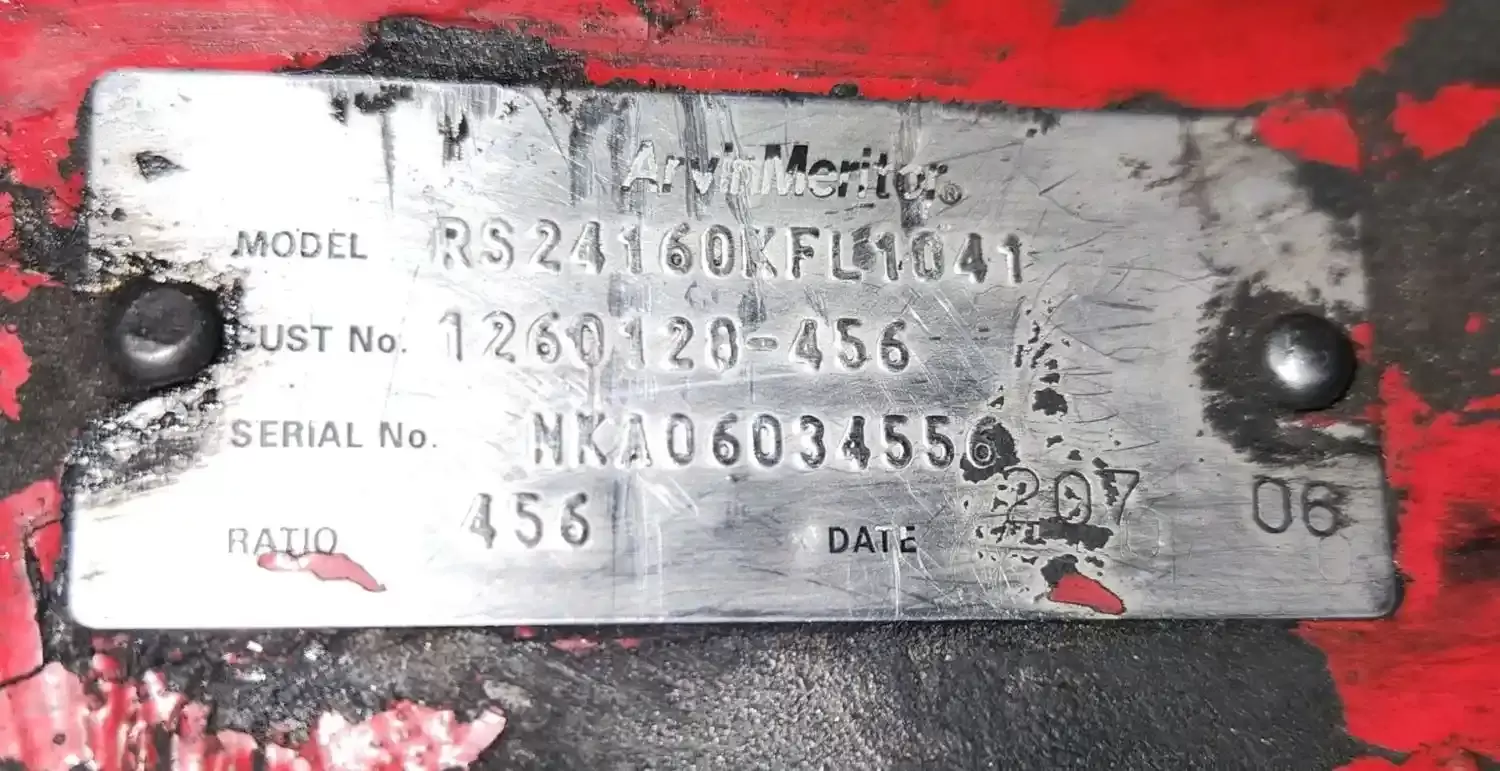 ArvinMeritor®
MODEL RS24160KFL1041
CUST No. 1260120-456
SERIAL No. NKA06034556
RATIO 456 DATE 207 06